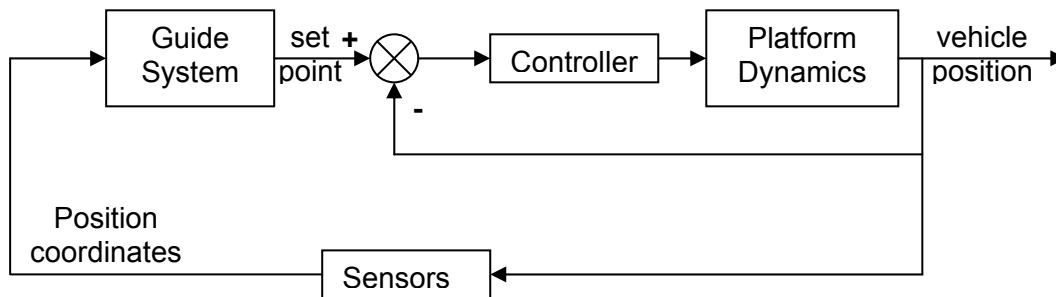 Guide
System
set
point
+
-
Controller
Platform
Dynamics
vehicle
position
Position
coordinates
Sensors